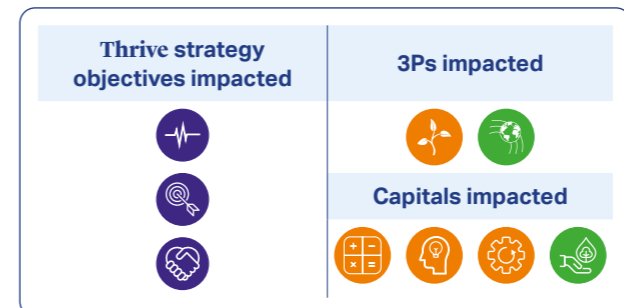 Thrive strategy
objectives impacted
3Ps impacted
Capitals impacted